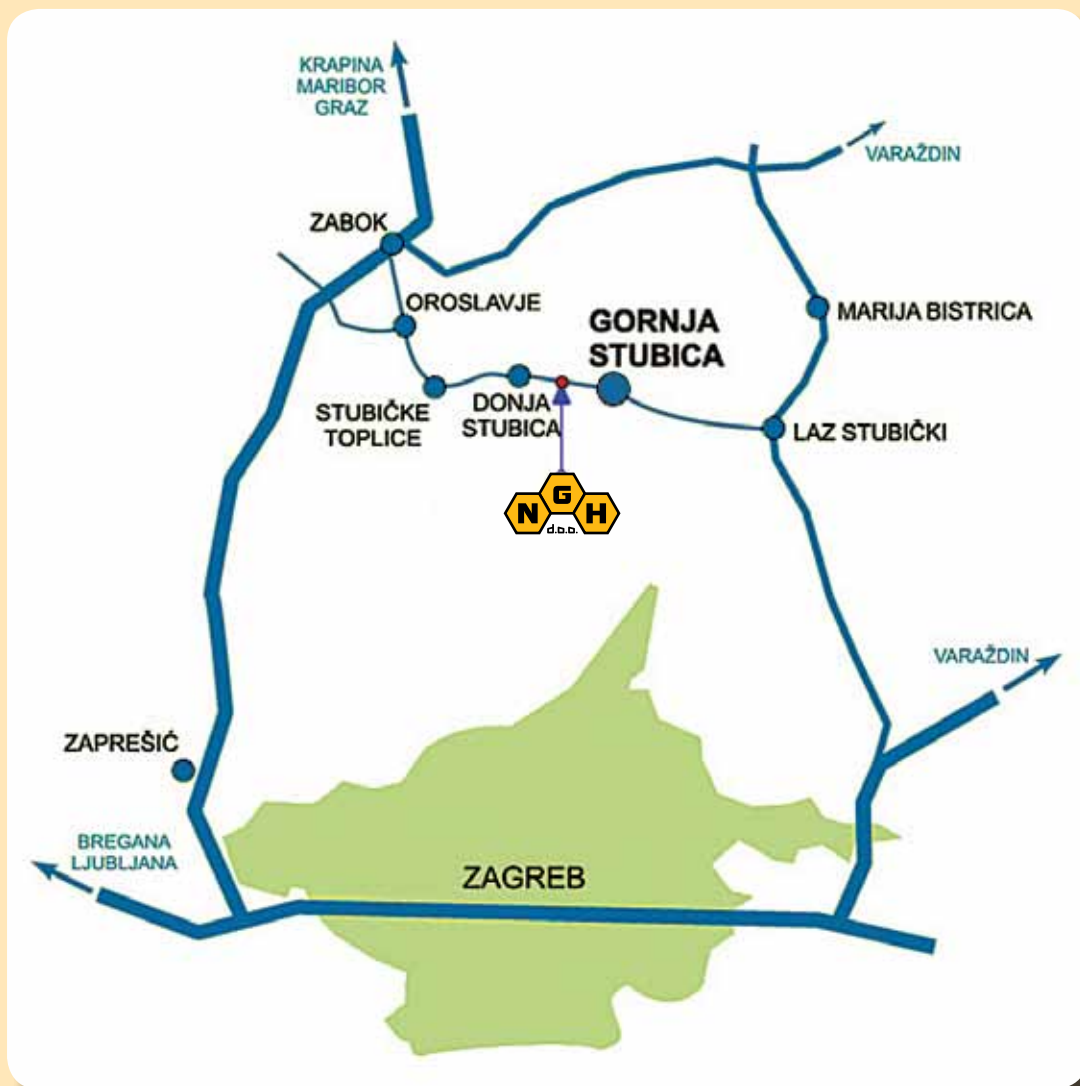 KRAPINA
MARIBOR
GRAZ
VARAŽDIN
ZABOK
OROSLAVJE
GORNJA
STUBICA
MARIJA BISTRICA
STUBIČKE
TOPLICE
DONJA
STUBICA
LAZ STUBIČKI
N G H
d.o.o.
VARAŽDIN
ZAPREŠIĆ
BREGANA
LJUBLJANA
ZAGREB